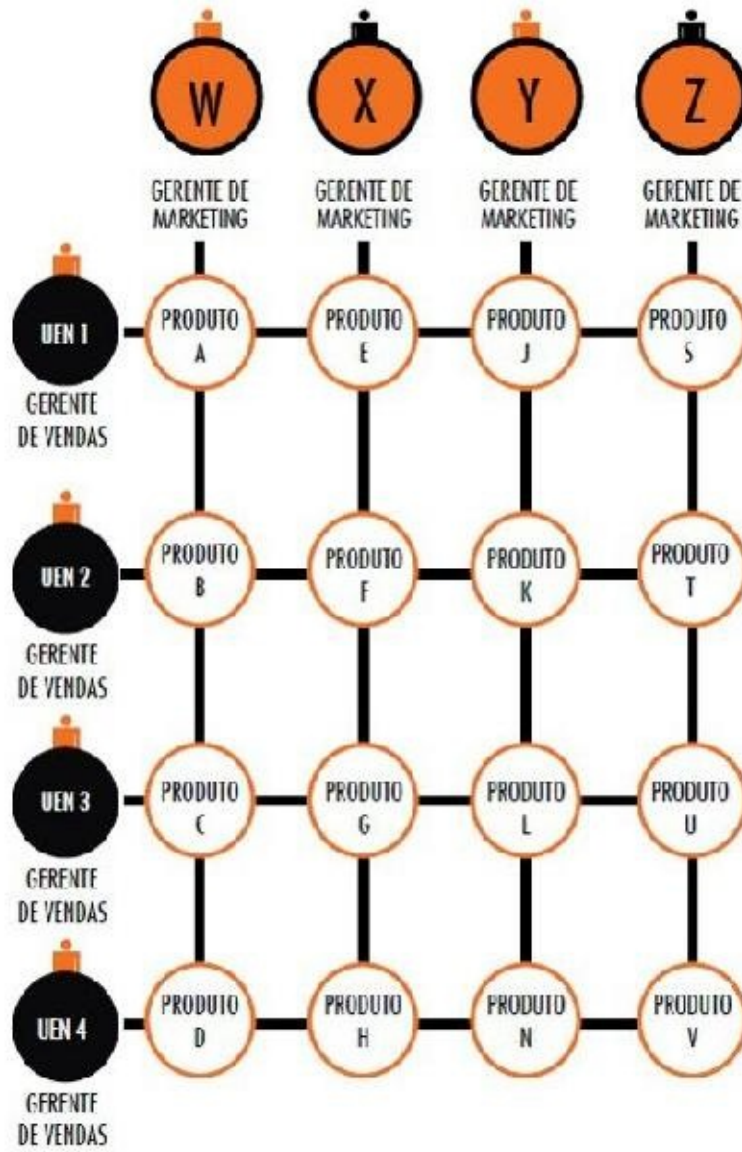 W
X
Y
Z
GERENTE DE
MARKETING
GERENTE DE
MARKETING
GERENTE DE
MARKETING
GERENTE DE
MARKETING
UEN 1
GERENTE
DE VENDAS
PRODUTO
A
PRODUTO
E
PRODUTO
J
PRODUTO
S
UEN 2
GERENTE
DE VENDAS
PRODUTO
B
PRODUTO
F
PRODUTO
K
PRODUTO
T
UEN 3
GERENTE
DE VENDAS
PRODUTO
C
PRODUTO
G
PRODUTO
L
PRODUTO
U
UEN 4
GERENTE
DE VENDAS
PRODUTO
D
PRODUTO
H
PRODUTO
N
PRODUTO
V